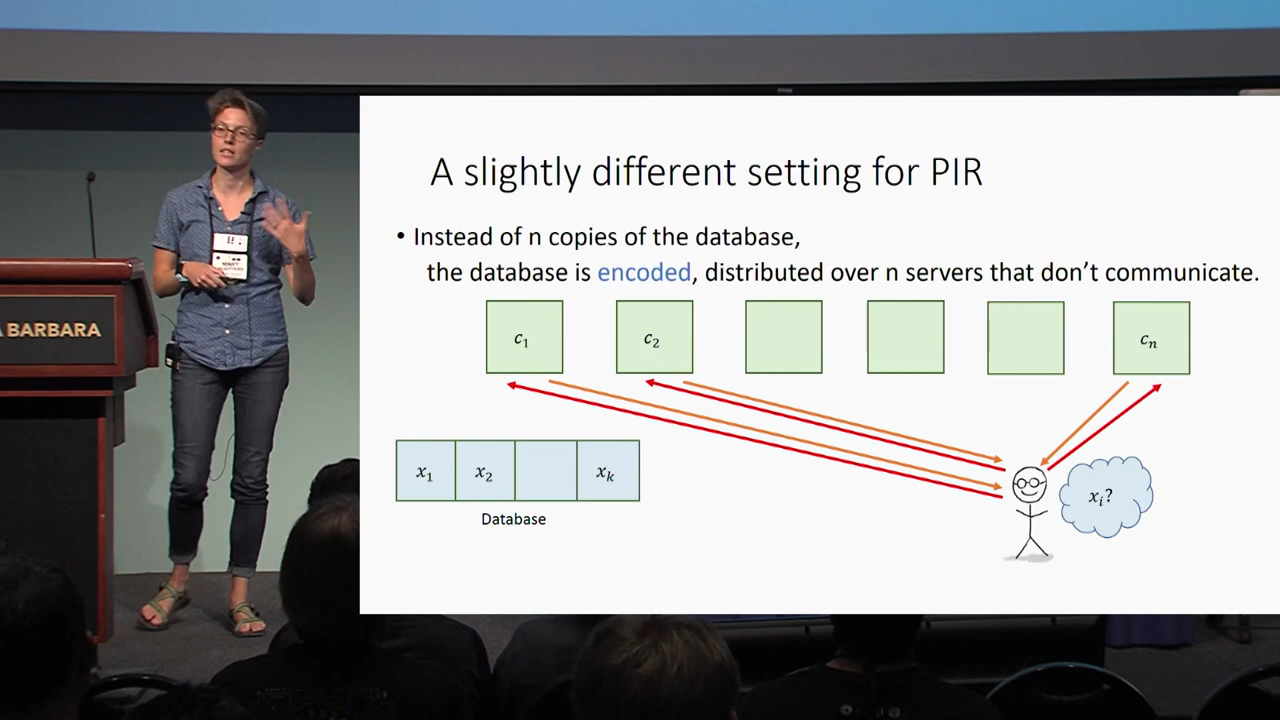 A slightly different setting for PIR
• Instead of n copies of the database,
the database is encoded, distributed over n servers that don't communicate.
c₁ c₂ cₙ
x₁ x₂ xₖ
xᵢ?
Database
BARBARA